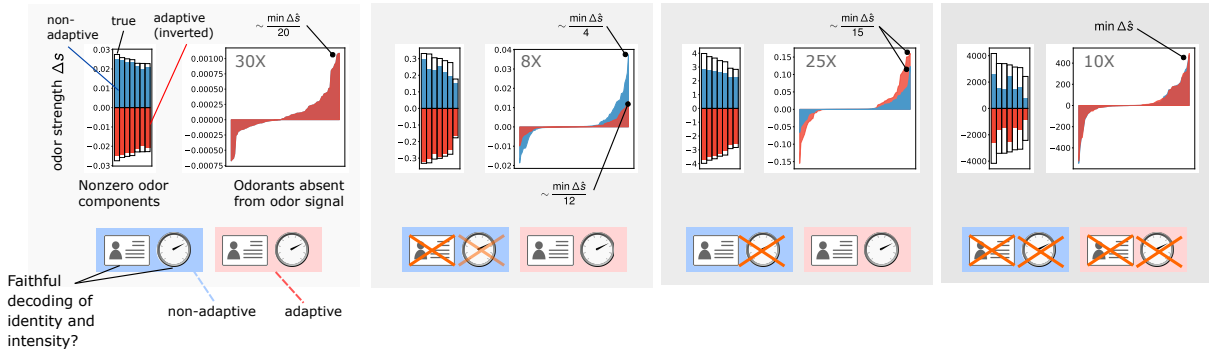 non-
adaptive
true
adaptive
(inverted)
~ min Δŝ / 20
odor strength Δs
0.03
0.02
0.01
0.00
−0.01
−0.02
−0.03
30X
0.00100
0.00075
0.00050
0.00025
0.00000
−0.00025
−0.00050
−0.00075
Nonzero odor
components
Odorants absent
from odor signal
~ min Δŝ / 4
0.3
0.2
0.1
0.0
−0.1
−0.2
−0.3
8X
0.04
0.03
0.02
0.01
0.00
−0.01
~ min Δŝ / 12
~ min Δŝ / 15
4
3
2
1
0
−1
−2
−3
−4
25X
0.15
0.10
0.05
0.00
−0.05
−0.10
−0.15
min Δŝ
4000
2000
0
−2000
−4000
10X
400
200
0
−200
−400
Faithful
decoding of
identity and
intensity?
non-adaptive
adaptive